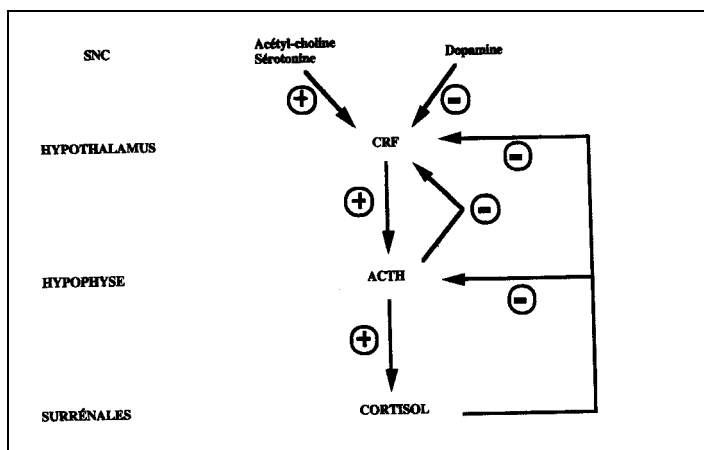 SNC
Acétyl-choline
Sérotonine
Dopamine
+
-
HYPOTHALAMUS
CRF
-
+
-
HYPOPHYSE
ACTH
-
+
SURRÉNALES
CORTISOL